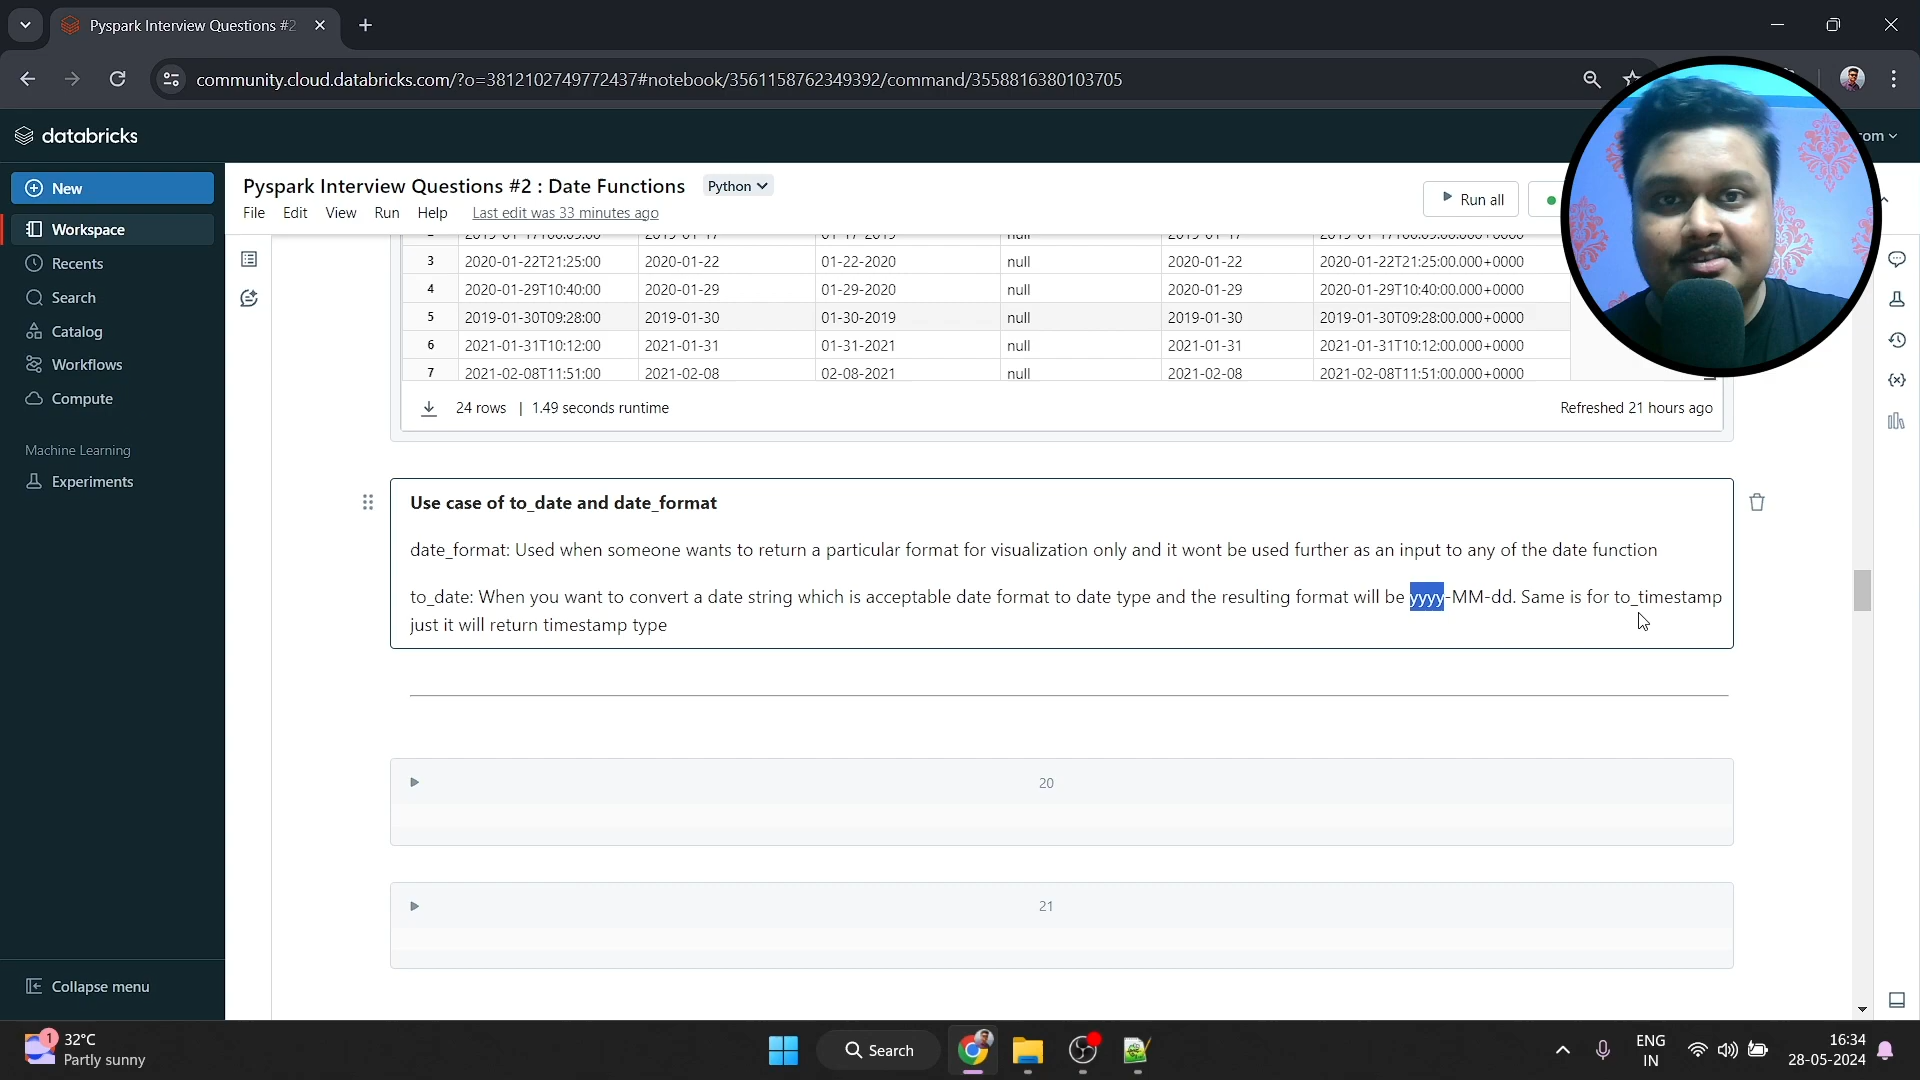 Pyspark Interview Questions #2
community.cloud.databricks.com/?o=3812102749772437#notebook/3561158762349392/command/3558816380103705
databricks
om
New
Workspace
Recents
Search
Catalog
Workflows
Compute
Machine Learning
Experiments
Collapse menu
Pyspark Interview Questions #2 : Date Functions Python
File Edit View Run Help Last edit was 33 minutes ago
Run all
3 2020-01-22T21:25:00 2020-01-22 01-22-2020 null 2020-01-22 2020-01-22T21:25:00.000+0000
4 2020-01-29T10:40:00 2020-01-29 01-29-2020 null 2020-01-29 2020-01-29T10:40:00.000+0000
5 2019-01-30T09:28:00 2019-01-30 01-30-2019 null 2019-01-30 2019-01-30T09:28:00.000+0000
6 2021-01-31T10:12:00 2021-01-31 01-31-2021 null 2021-01-31 2021-01-31T10:12:00.000+0000
7 2021-02-08T11:51:00 2021-02-08 02-08-2021 null 2021-02-08 2021-02-08T11:51:00.000+0000
24 rows | 1.49 seconds runtime Refreshed 21 hours ago
Use case of to_date and date_format
date_format: Used when someone wants to return a particular format for visualization only and it wont be used further as an input to any of the date function
to_date: When you want to convert a date string which is acceptable date format to date type and the resulting format will be yyyy-MM-dd. Same is for to_timestamp
just it will return timestamp type
20
21
1
32°C
Partly sunny
Search
ENG
IN
16:34
28-05-2024